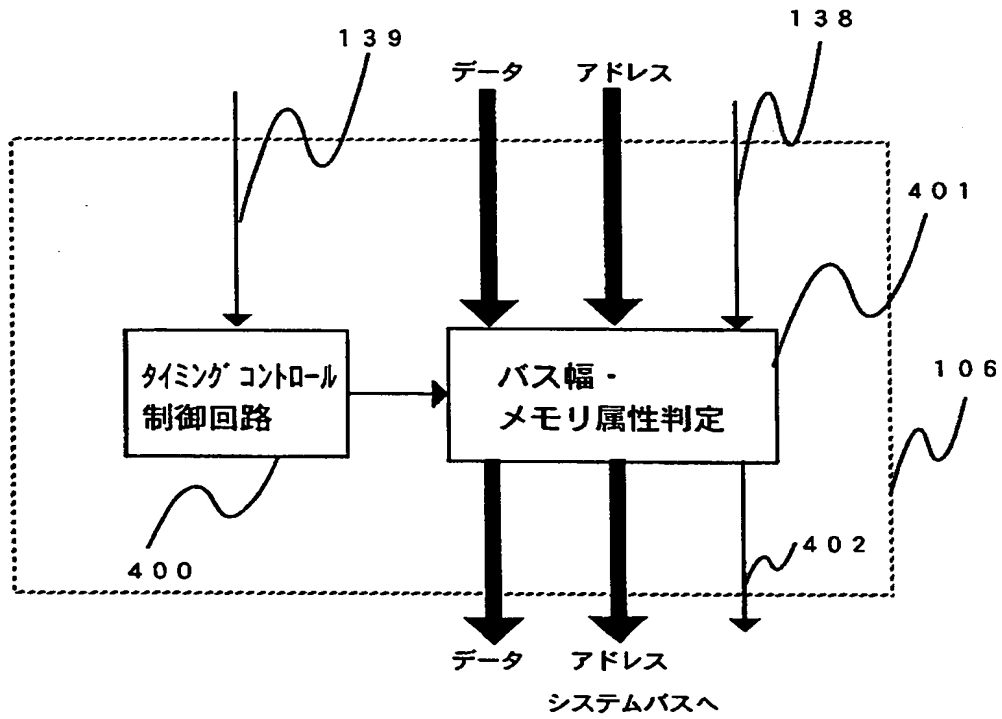 138
139
データ アドレス
401
タイミングコントロール
制御回路
バス幅・
メモリ属性判定
106
402
400
データ アドレス
システムバスへ